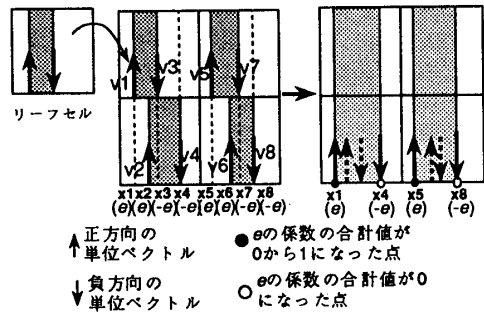 リーフセル
v1
v3
v5
v7
v2
v4
v6
v8
x1 x2 x3 x4 x5 x6 x7 x8
(e)(e)(-e)(-e)(e)(e)(-e)(-e)
x1 x4 x5 x8
(e) (-e) (e) (-e)
正方向の
単位ベクトル
eの係数の合計値が
0から1になった点
負方向の
単位ベクトル
eの係数の合計値が0
になった点